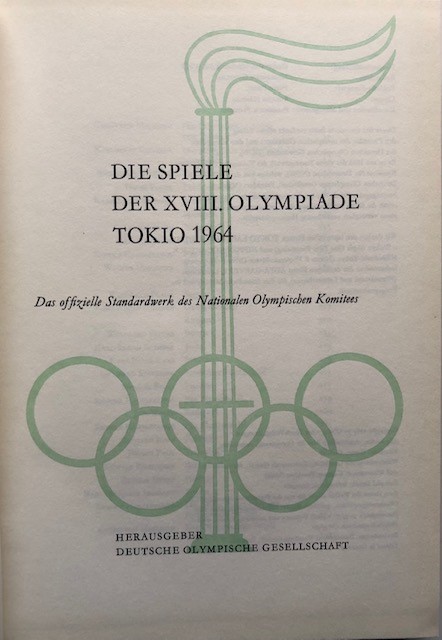 DIE SPIELE
DER XVIII. OLYMPIADE
TOKIO 1964
Das offizielle Standardwerk des Nationalen Olympischen Komitees
HERAUSGEBER
DEUTSCHE OLYMPISCHE GESELLSCHAFT